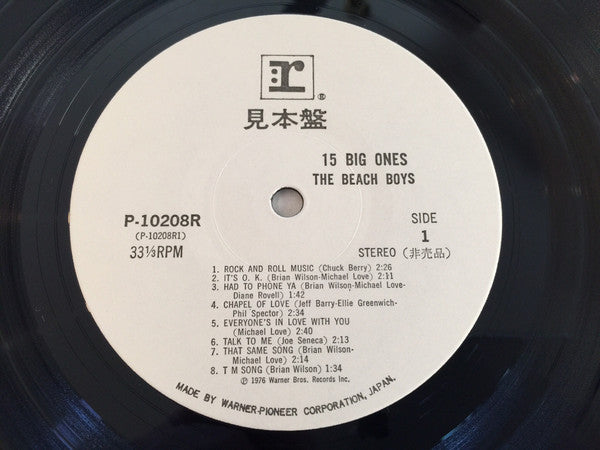 :r
®
見本盤
15 BIG ONES
THE BEACH BOYS
P-10208R
(P-10208R1)
33⅓RPM
SIDE
1
STEREO (非売品)
1. ROCK AND ROLL MUSIC (Chuck Berry) 2:26
2. IT'S O. K. (Brian Wilson-Michael Love) 2:11
3. HAD TO PHONE YA (Brian Wilson-Michael Love-
Diane Rovell) 1:42
4. CHAPEL OF LOVE (Jeff Barry-Ellie Greenwich-
Phil Spector) 2:34
5. EVERYONE'S IN LOVE WITH YOU
(Michael Love) 2:40
6. TALK TO ME (Joe Seneca) 2:13
7. THAT SAME SONG (Brian Wilson-
Michael Love) 2:14
8. T M SONG (Brian Wilson) 1:34
℗ 1976 Warner Bros. Records Inc.
MADE BY WARNER-PIONEER CORPORATION, JAPAN.